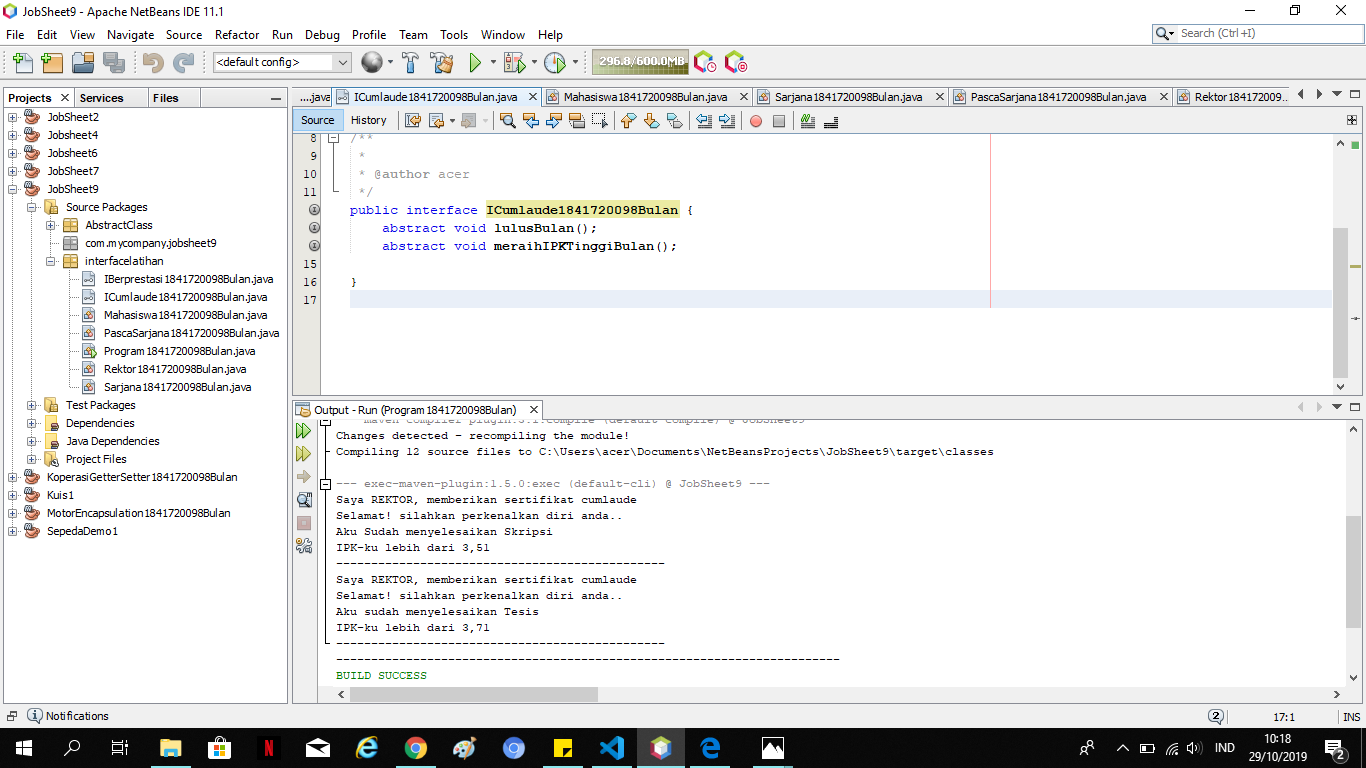 JobSheet9 - Apache NetBeans IDE 11.1
File Edit View Navigate Source Refactor Run Debug Profile Team Tools Window Help
Search (Ctrl+I)
<default config>
296.8/600.0MB
Projects Services Files
JobSheet2
Jobsheet4
Jobsheet6
JobSheet7
JobSheet9
Source Packages
AbstractClass
com.mycompany.jobsheet9
interfacelatihan
IBerprestasi1841720098Bulan.java
ICumlaude1841720098Bulan.java
Mahasiswa1841720098Bulan.java
PascaSarjana1841720098Bulan.java
Program1841720098Bulan.java
Rektor1841720098Bulan.java
Sarjana1841720098Bulan.java
Test Packages
Dependencies
Java Dependencies
Project Files
KoperasiGetterSetter1841720098Bulan
Kuis1
MotorEncapsulation1841720098Bulan
SepedaDemo1
....java ICumlaude1841720098Bulan.java Mahasiswa1841720098Bulan.java Sarjana1841720098Bulan.java PascaSarjana1841720098Bulan.java Rektor184172009...
Source History
8 /**
9 *
10 * @author acer
11 */
public interface ICumlaude1841720098Bulan {
abstract void lulusBulan();
abstract void meraihIPKTinggiBulan();
15
16 }
17
Output - Run (Program1841720098Bulan)
maven-compiler-plugin:3.1:compile (default-compile) @ JobSheet9
Changes detected - recompiling the module!
Compiling 12 source files to C:\Users\acer\Documents\NetBeansProjects\JobSheet9\target\classes
--- exec-maven-plugin:1.5.0:exec (default-cli) @ JobSheet9 ---
Saya REKTOR, memberikan sertifikat cumlaude
Selamat! silahkan perkenalkan diri anda..
Aku Sudah menyelesaikan Skripsi
IPK-ku lebih dari 3,51
-----------------------------------------------
Saya REKTOR, memberikan sertifikat cumlaude
Selamat! silahkan perkenalkan diri anda..
Aku sudah menyelesaikan Tesis
IPK-ku lebih dari 3,71
-----------------------------------------------
------------------------------------------------------------------------
BUILD SUCCESS
Notifications
2
17:1 INS
IND
10:18
29/10/2019
2